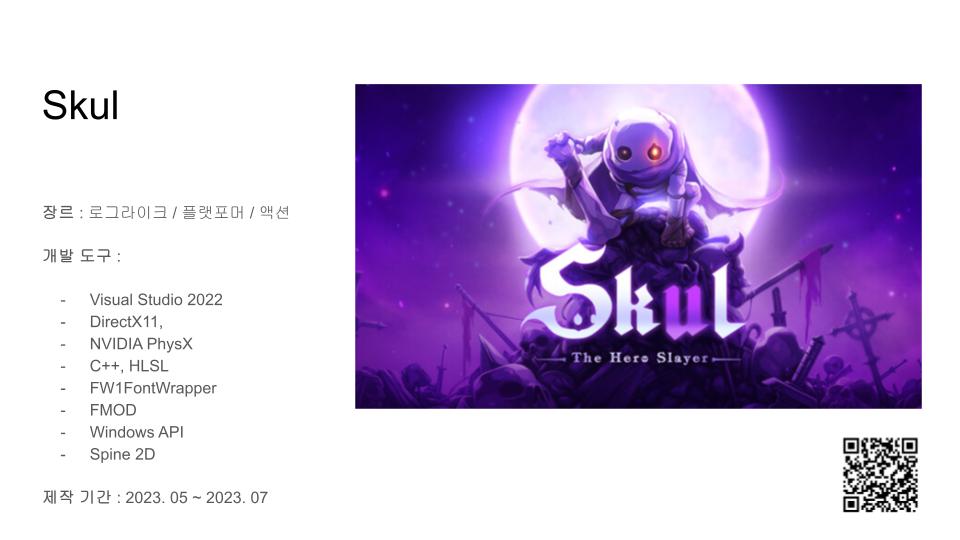 Skul
장르 : 로그라이크 / 플랫포머 / 액션
개발 도구 :
- Visual Studio 2022
- DirectX11,
- NVIDIA PhysX
- C++, HLSL
- FW1FontWrapper
- FMOD
- Windows API
- Spine 2D
제작 기간 : 2023. 05 ~ 2023. 07
Skul
The Hero Slayer